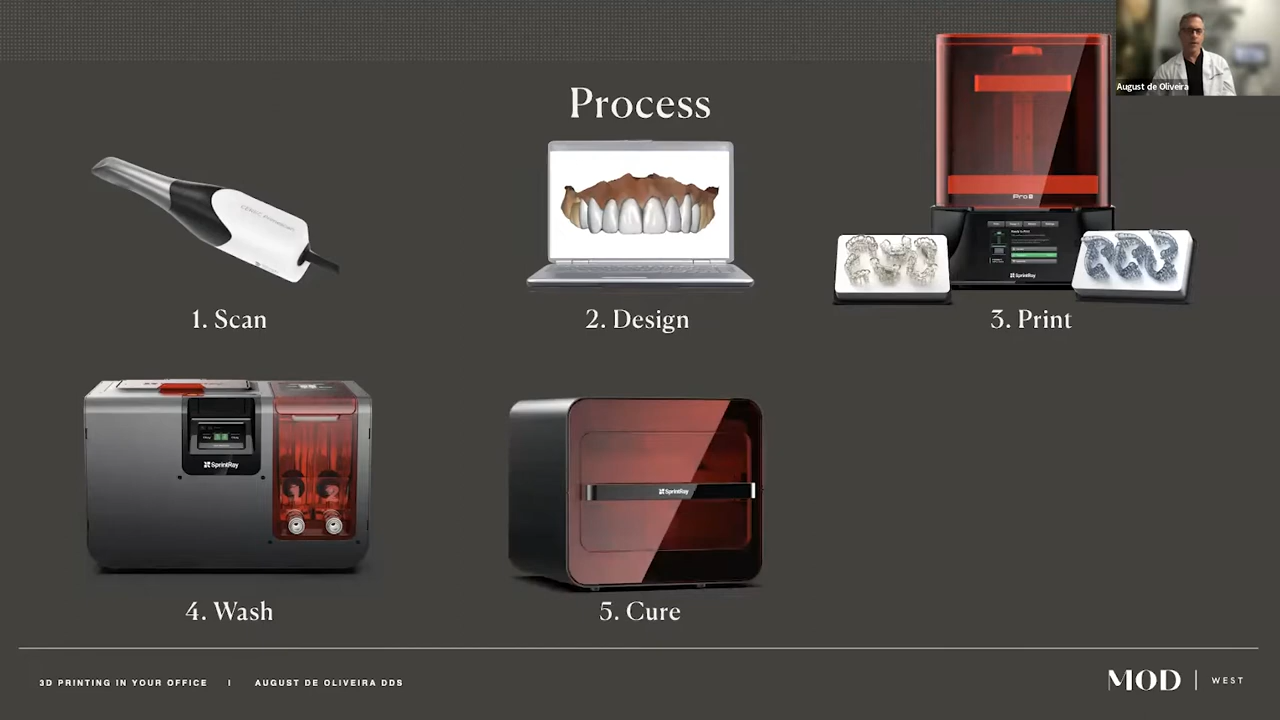 August de Oliveira
Process
Pro S
SprintRay
1. Scan
2. Design
3. Print
SprintRay
SprintRay
4. Wash
5. Cure
3D PRINTING IN YOUR OFFICE | AUGUST DE OLIVEIRA DDS
MOD | WEST